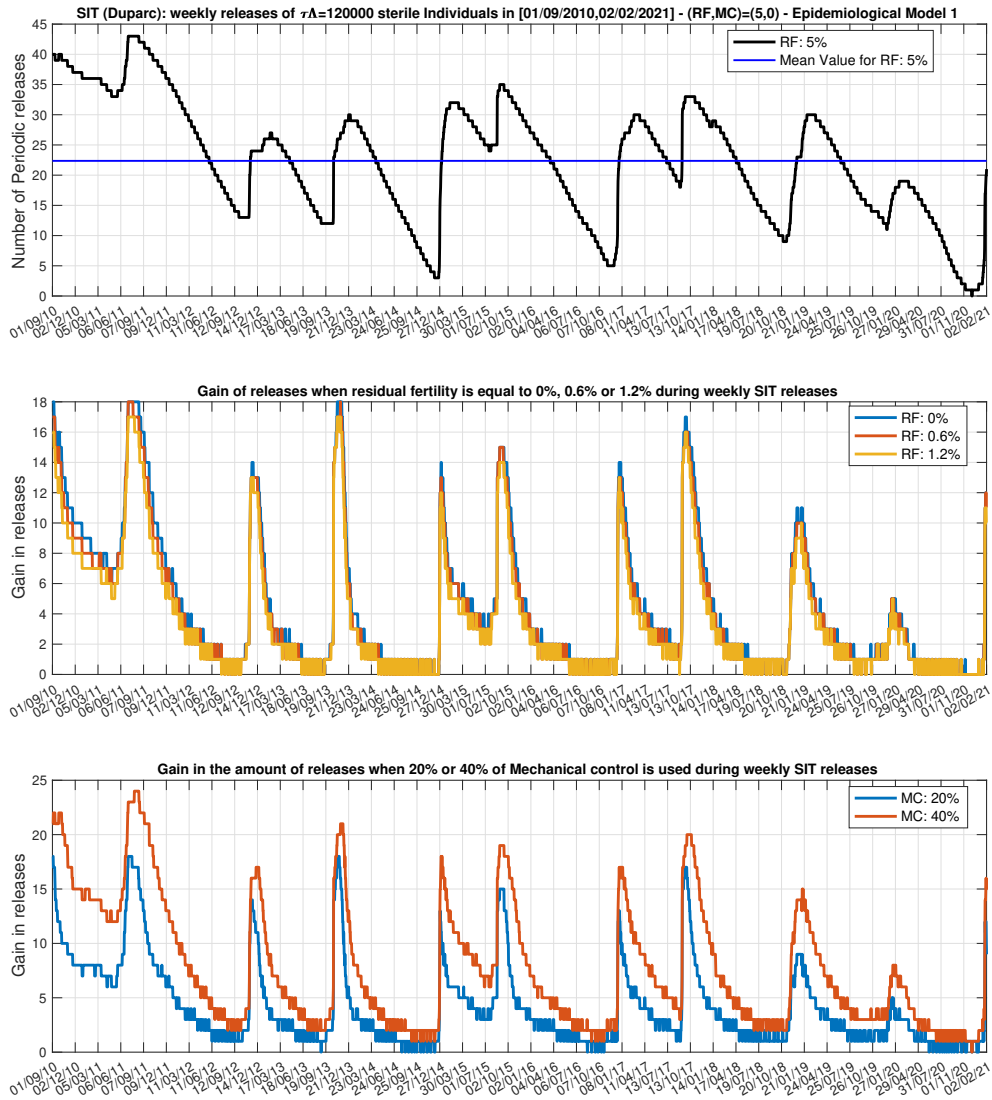 SIT (Duparc): weekly releases of τΛ=120000 sterile Individuals in [01/09/2010,02/02/2021] - (RF,MC)=(5,0) - Epidemiological Model 1
Number of Periodic releases
45
40
35
30
25
20
15
10
5
0
RF: 5%
Mean Value for RF: 5%
01/09/10 02/12/10 05/03/11 06/06/11 07/09/11 09/12/11 11/03/12 12/06/12 12/09/12 14/12/12 17/03/13 18/06/13 19/09/13 21/12/13 23/03/14 24/06/14 25/09/14 27/12/14 30/03/15 01/07/15 02/10/15 02/01/16 04/04/16 06/07/16 07/10/16 08/01/17 11/04/17 13/07/17 13/10/17 14/01/18 17/04/18 19/07/18 20/10/18 21/01/19 24/04/19 25/07/19 26/10/19 27/01/20 29/04/20 31/07/20 01/11/20 02/02/21
Gain of releases when residual fertility is equal to 0%, 0.6% or 1.2% during weekly SIT releases
Gain in releases
18
16
14
12
10
8
6
4
2
0
RF: 0%
RF: 0.6%
RF: 1.2%
01/09/10 02/12/10 05/03/11 06/06/11 07/09/11 09/12/11 11/03/12 12/06/12 12/09/12 14/12/12 17/03/13 18/06/13 19/09/13 21/12/13 23/03/14 24/06/14 25/09/14 27/12/14 30/03/15 01/07/15 02/10/15 02/01/16 04/04/16 06/07/16 07/10/16 08/01/17 11/04/17 13/07/17 13/10/17 14/01/18 17/04/18 19/07/18 20/10/18 21/01/19 24/04/19 25/07/19 26/10/19 27/01/20 29/04/20 31/07/20 01/11/20 02/02/21
Gain in the amount of releases when 20% or 40% of Mechanical control is used during weekly SIT releases
Gain in releases
25
20
15
10
5
0
MC: 20%
MC: 40%
01/09/10 02/12/10 05/03/11 06/06/11 07/09/11 09/12/11 11/03/12 12/06/12 12/09/12 14/12/12 17/03/13 18/06/13 19/09/13 21/12/13 23/03/14 24/06/14 25/09/14 27/12/14 30/03/15 01/07/15 02/10/15 02/01/16 04/04/16 06/07/16 07/10/16 08/01/17 11/04/17 13/07/17 13/10/17 14/01/18 17/04/18 19/07/18 20/10/18 21/01/19 24/04/19 25/07/19 26/10/19 27/01/20 29/04/20 31/07/20 01/11/20 02/02/21